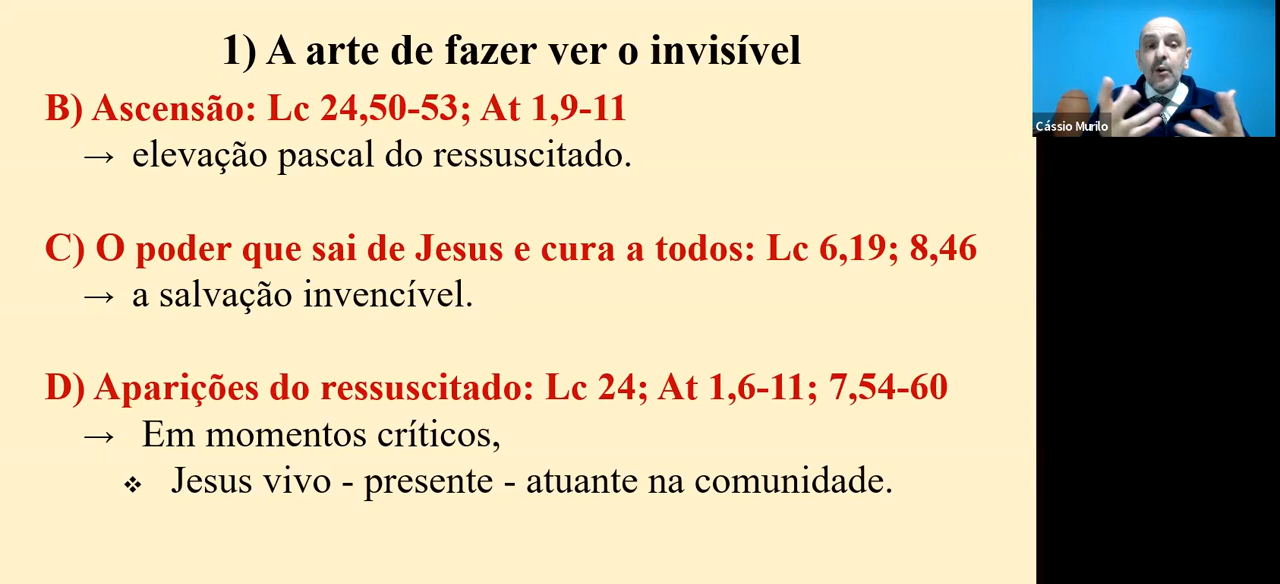 1) A arte de fazer ver o invisível
B) Ascensão: Lc 24,50-53; At 1,9-11
→ elevação pascal do ressuscitado.
C) O poder que sai de Jesus e cura a todos: Lc 6,19; 8,46
→ a salvação invencível.
D) Aparições do ressuscitado: Lc 24; At 1,6-11; 7,54-60
→ Em momentos críticos,
❖ Jesus vivo - presente - atuante na comunidade.
Cássio Murilo